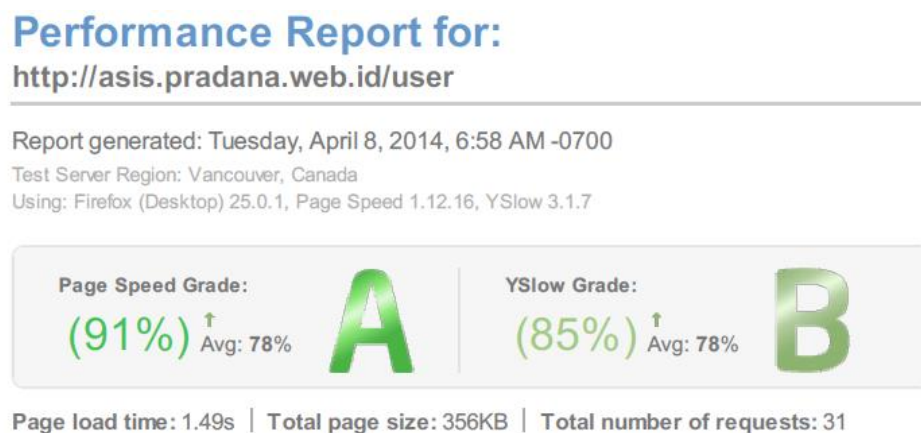 Performance Report for:
http://asis.pradana.web.id/user
Report generated: Tuesday, April 8, 2014, 6:58 AM -0700
Test Server Region: Vancouver, Canada
Using: Firefox (Desktop) 25.0.1, Page Speed 1.12.16, YSlow 3.1.7
Page Speed Grade:
(91%) ↑ Avg: 78% A
YSlow Grade:
(85%) ↑ Avg: 78% B
Page load time: 1.49s | Total page size: 356KB | Total number of requests: 31